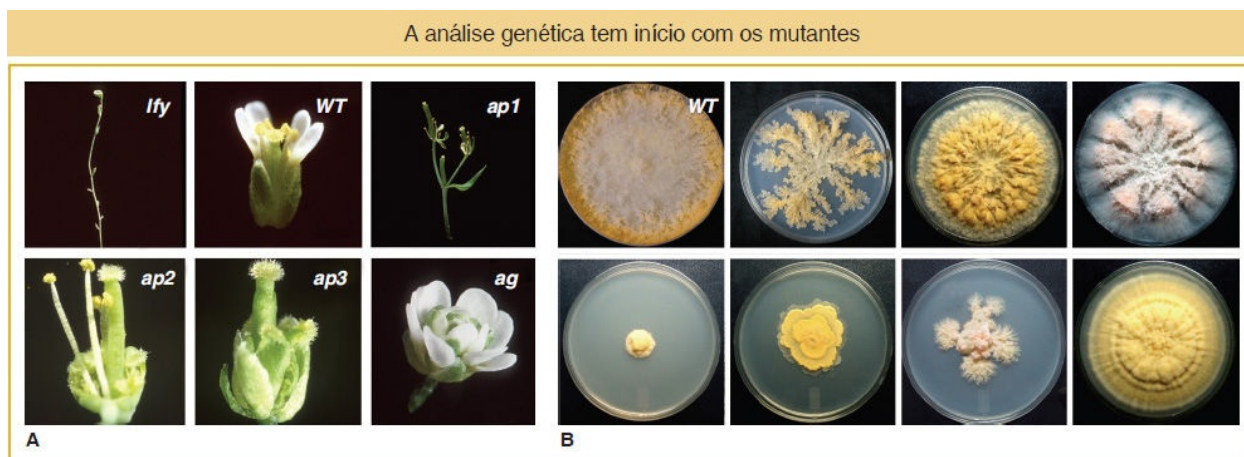 A análise genética tem início com os mutantes
lfy WT ap1 WT
ap2 ap3 ag
A B